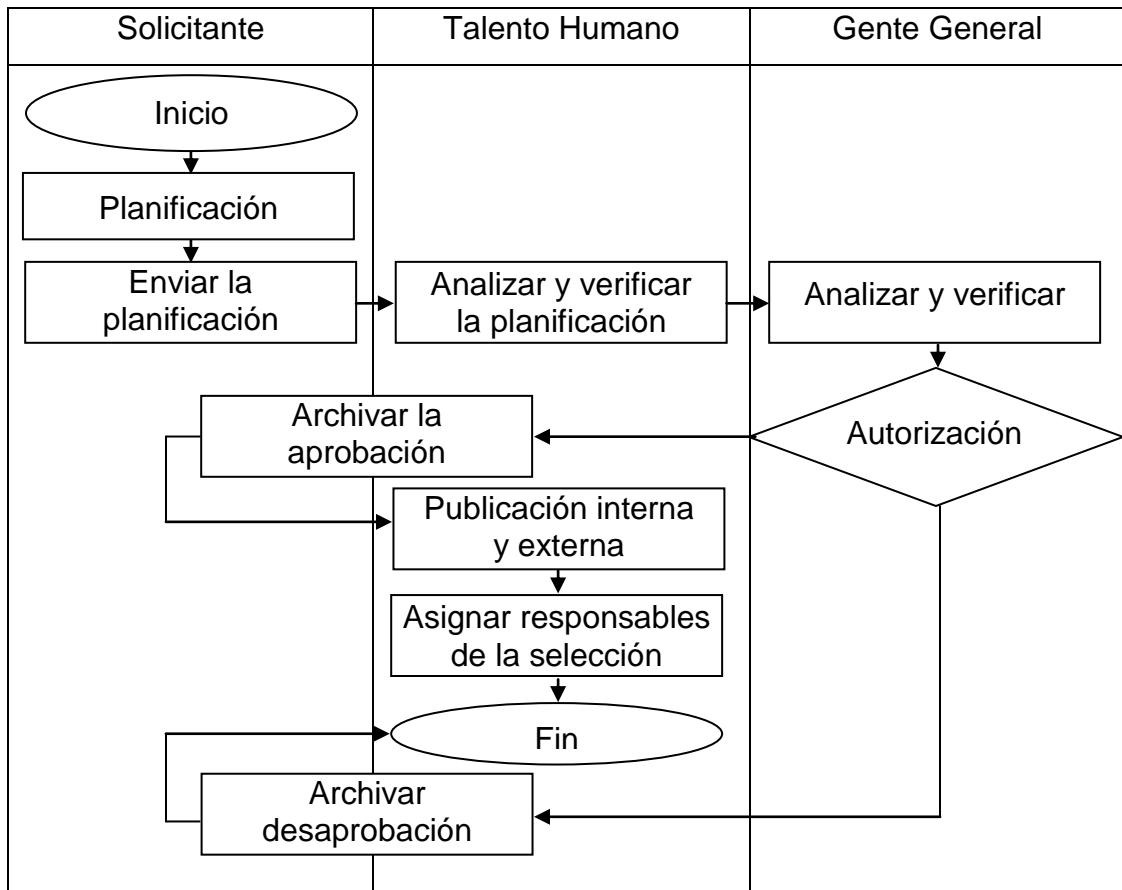 Solicitante
Talento Humano
Gente General
Inicio
Planificación
Enviar la
planificación
Analizar y verificar
la planificación
Analizar y verificar
Autorización
Archivar la
aprobación
Publicación interna
y externa
Asignar responsables
de la selección
Fin
Archivar
desaprobación